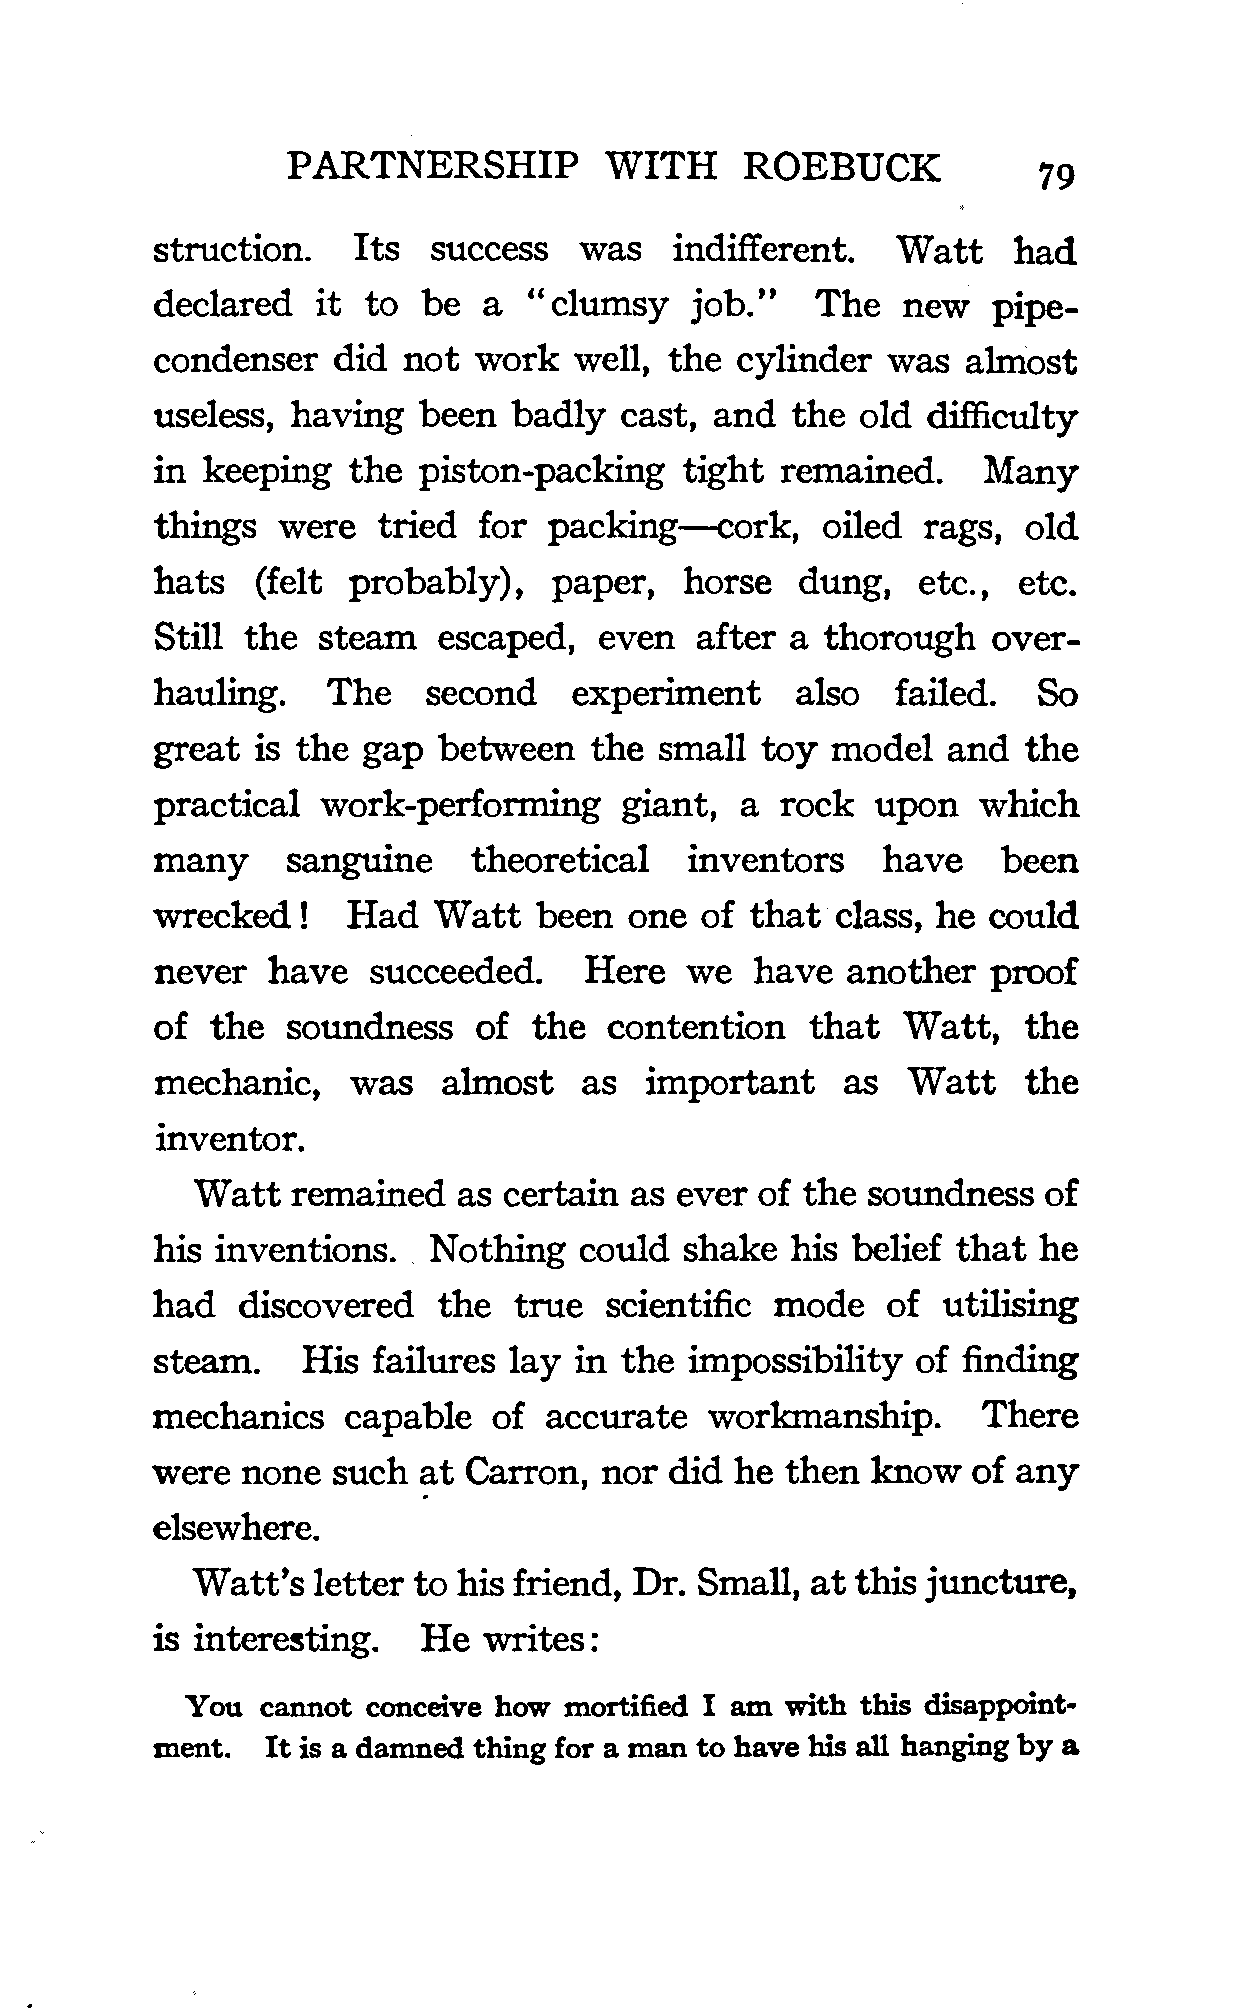 PARTNERSHIP WITH ROEBUCK 79
struction. Its success was indifferent. Watt had
declared it to be a "clumsy job." The new pipe-
condenser did not work well, the cylinder was almost
useless, having been badly cast, and the old difficulty
in keeping the piston-packing tight remained. Many
things were tried for packing—cork, oiled rags, old
hats (felt probably), paper, horse dung, etc., etc.
Still the steam escaped, even after a thorough over-
hauling. The second experiment also failed. So
great is the gap between the small toy model and the
practical work-performing giant, a rock upon which
many sanguine theoretical inventors have been
wrecked! Had Watt been one of that class, he could
never have succeeded. Here we have another proof
of the soundness of the contention that Watt, the
mechanic, was almost as important as Watt the
inventor.
Watt remained as certain as ever of the soundness of
his inventions. Nothing could shake his belief that he
had discovered the true scientific mode of utilising
steam. His failures lay in the impossibility of finding
mechanics capable of accurate workmanship. There
were none such at Carron, nor did he then know of any
elsewhere.
Watt's letter to his friend, Dr. Small, at this juncture,
is interesting. He writes:
You cannot conceive how mortified I am with this disappoint-
ment. It is a damned thing for a man to have his all hanging by a